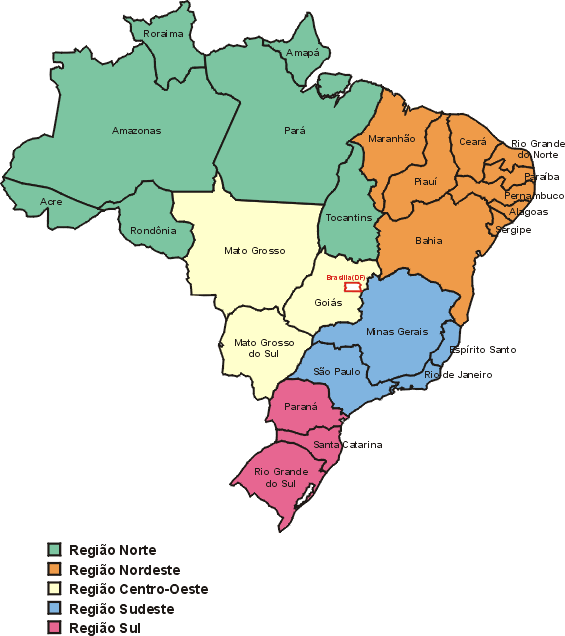 Roraima
Amapá
Amazonas
Pará
Maranhão
Ceará
Rio Grande
do Norte
Paraíba
Piauí
Pernambuco
Acre
Alagoas
Tocantins
Rondônia
Sergipe
Bahia
Mato Grosso
Brasília(DF)
Goiás
Minas Gerais
Mato Grosso
do Sul
Espírito Santo
São Paulo
Rio de Janeiro
Paraná
Santa Catarina
Rio Grande
do Sul
Região Norte
Região Nordeste
Região Centro-Oeste
Região Sudeste
Região Sul